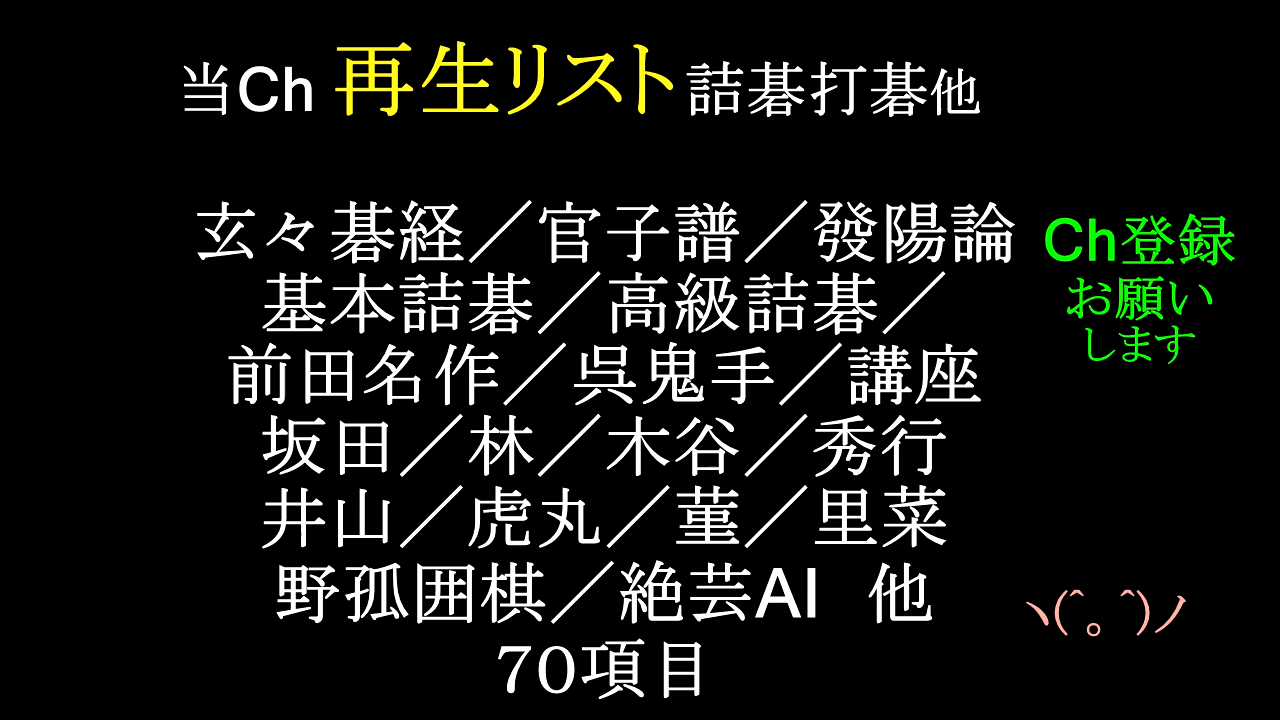 当Ch 再生リスト 詰碁打碁他
玄々碁経／官子譜／發陽論
基本詰碁／高級詰碁／
前田名作／呉鬼手／講座
坂田／林／木谷／秀行
井山／虎丸／菫／里菜
野孤囲棋／絶芸AI　他
７０項目
Ch登録
お願い
します
ヽ(＾。＾)ノ